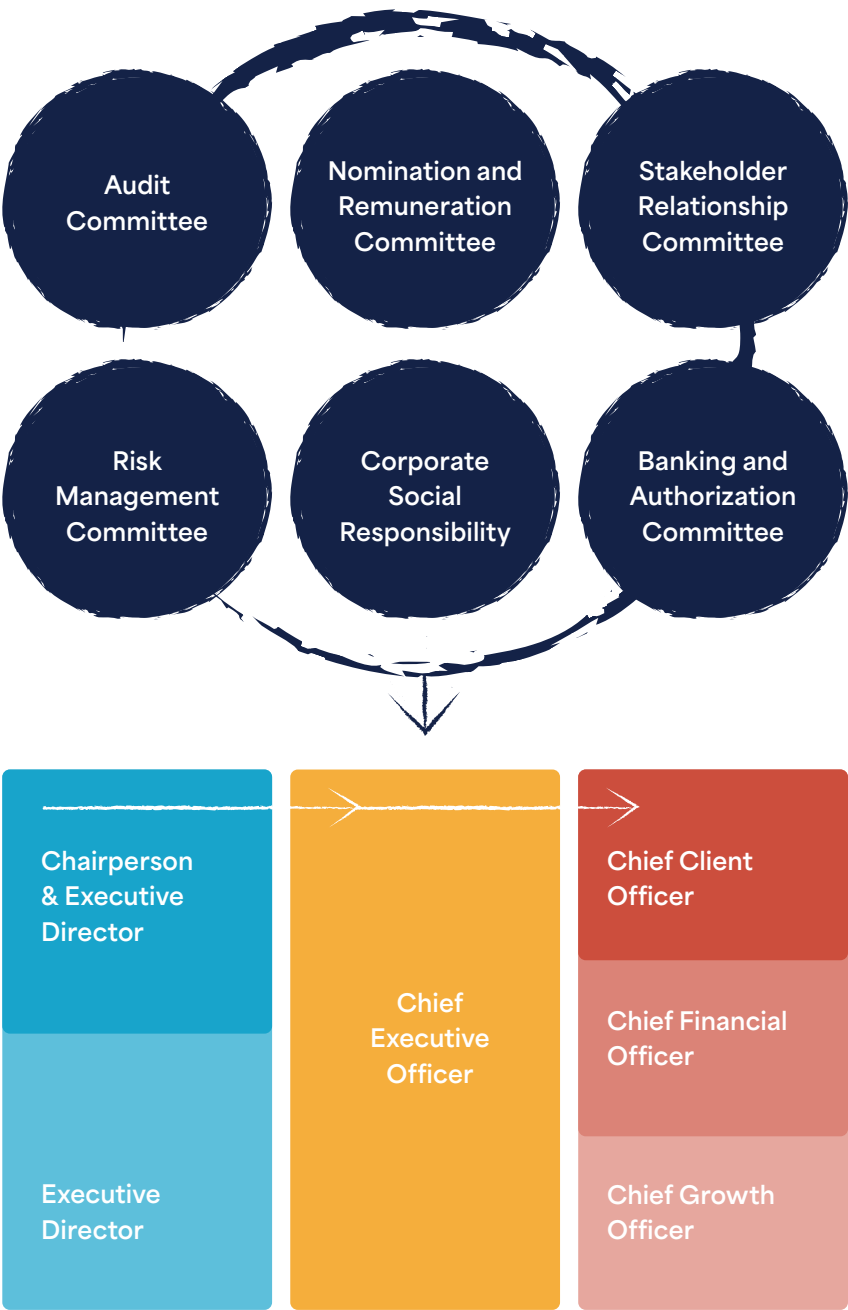 Audit
Committee
Nomination and
Remuneration
Committee
Stakeholder
Relationship
Committee
Risk
Management
Committee
Corporate
Social
Responsibility
Banking and
Authorization
Committee
Chairperson
& Executive
Director
Executive
Director
Chief
Executive
Officer
Chief Client
Officer
Chief Financial
Officer
Chief Growth
Officer